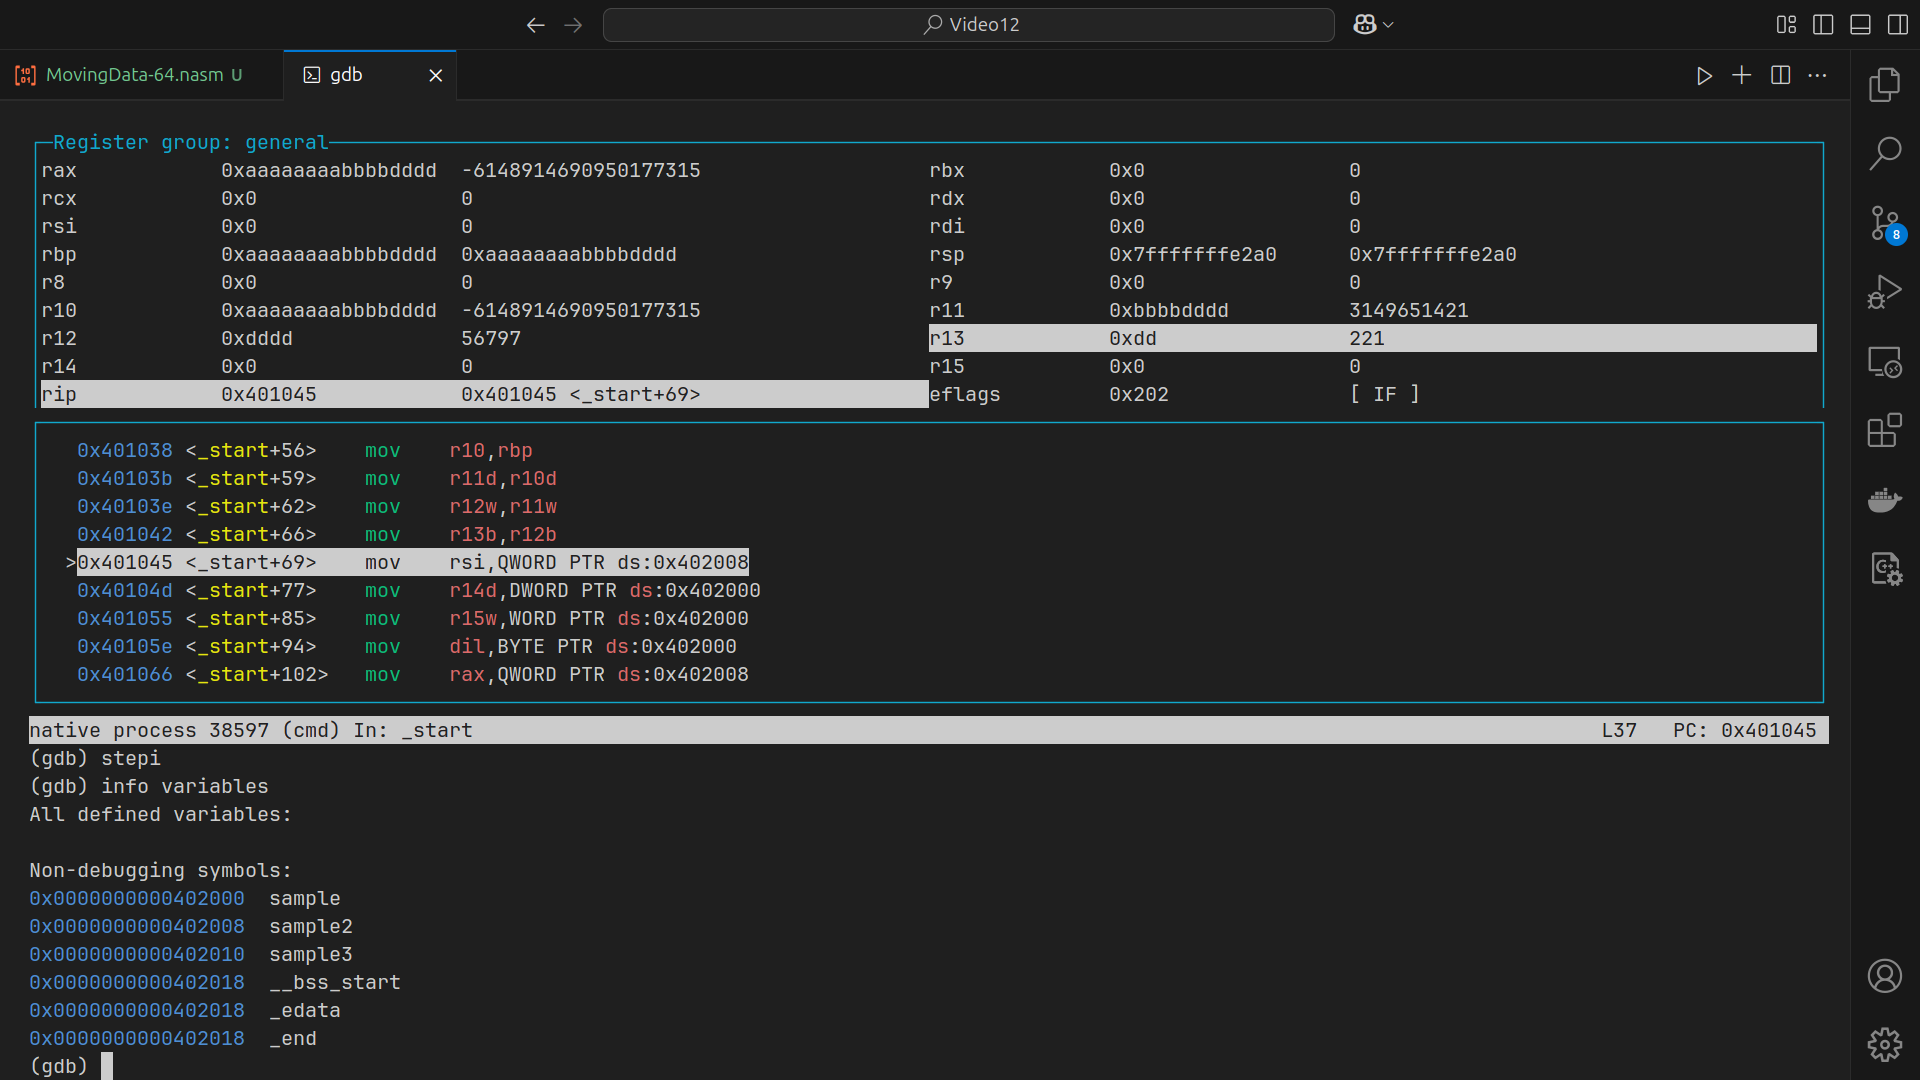 Video12
MovingData-64.nasm U
gdb
Register group: general
rax 0xaaaaaaaabbbbdddd -6148914690950177315 rbx 0x0 0
rcx 0x0 0 rdx 0x0 0
rsi 0x0 0 rdi 0x0 0
rbp 0xaaaaaaaabbbbdddd 0xaaaaaaaabbbbdddd rsp 0x7fffffffe2a0 0x7fffffffe2a0
r8 0x0 0 r9 0x0 0
r10 0xaaaaaaaabbbbdddd -6148914690950177315 r11 0xbbbbdddd 3149651421
r12 0xdddd 56797 r13 0xdd 221
r14 0x0 0 r15 0x0 0
rip 0x401045 0x401045 <_start+69> eflags 0x202 [ IF ]
0x401038 <_start+56> mov r10,rbp
0x40103b <_start+59> mov r11d,r10d
0x40103e <_start+62> mov r12w,r11w
0x401042 <_start+66> mov r13b,r12b
>0x401045 <_start+69> mov rsi,QWORD PTR ds:0x402008
0x40104d <_start+77> mov r14d,DWORD PTR ds:0x402000
0x401055 <_start+85> mov r15w,WORD PTR ds:0x402000
0x40105e <_start+94> mov dil,BYTE PTR ds:0x402000
0x401066 <_start+102> mov rax,QWORD PTR ds:0x402008
native process 38597 (cmd) In: _start L37 PC: 0x401045
(gdb) stepi
(gdb) info variables
All defined variables:
Non-debugging symbols:
0x0000000000402000 sample
0x0000000000402008 sample2
0x0000000000402010 sample3
0x0000000000402018 __bss_start
0x0000000000402018 _edata
0x0000000000402018 _end
(gdb)
8